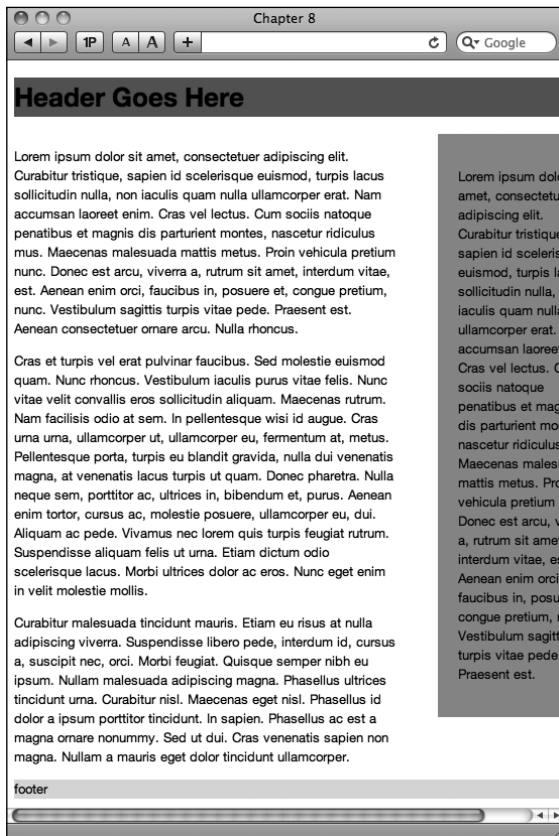 Chapter 8
1P A A + Google
Header Goes Here
Lorem ipsum dolor sit amet, consectetuer adipiscing elit.
Curabitur tristique, sapien id scelerisque euismod, turpis lacus
sollicitudin nulla, non iaculis quam nulla ullamcorper erat. Nam
accumsan laoreet enim. Cras vel lectus. Cum sociis natoque
penatibus et magnis dis parturient montes, nascetur ridiculus
mus. Maecenas malesuada mattis metus. Proin vehicula pretium
nunc. Donec est arcu, viverra a, rutrum sit amet, interdum vitae,
est. Aenean enim orci, faucibus in, posuere et, congue pretium,
nunc. Vestibulum sagittis turpis vitae pede. Praesent est.
Aenean consectetuer ornare arcu. Nulla rhoncus.
Cras et turpis vel erat pulvinar faucibus. Sed molestie euismod
quam. Nunc rhoncus. Vestibulum iaculis purus vitae felis. Nunc
vitae velit convallis eros sollicitudin aliquam. Maecenas rutrum.
Nam facilisis odio at sem. In pellentesque wisi id augue. Cras
urna urna, ullamcorper ut, ullamcorper eu, fermentum at, metus.
Pellentesque porta, turpis eu blandit gravida, nulla dui venenatis
magna, at venenatis lacus turpis ut quam. Donec pharetra. Nulla
neque sem, porttitor ac, ultrices in, bibendum et, purus. Aenean
enim tortor, cursus ac, molestie posuere, ullamcorper eu, dui.
Aliquam ac pede. Vivamus nec lorem quis turpis feugiat rutrum.
Suspendisse aliquam felis ut urna. Etiam dictum odio
scelerisque lacus. Morbi ultrices dolor ac eros. Nunc eget enim
in velit molestie mollis.
Curabitur malesuada tincidunt mauris. Etiam eu risus at nulla
adipiscing viverra. Suspendisse libero pede, interdum id, cursus
a, suscipit nec, orci. Morbi feugiat. Quisque semper nibh eu
ipsum. Nullam malesuada adipiscing magna. Phasellus ultrices
tincidunt urna. Curabitur nisl. Maecenas eget nisl. Phasellus id
dolor a ipsum porttitor tincidunt. In sapien. Phasellus ac est a
magna ornare nonummy. Sed ut dui. Cras venenatis sapien non
magna. Nullam a mauris eget dolor tincidunt ullamcorper.
Lorem ipsum dol
amet, consectetu
adipiscing elit.
Curabitur tristique
sapien id sceleris
euismod, turpis la
sollicitudin nulla,
iaculis quam nulla
ullamcorper erat.
accumsan laoreet
Cras vel lectus. C
sociis natoque
penatibus et mag
dis parturient mo
nascetur ridiculus
Maecenas males
mattis metus. Pro
vehicula pretium
Donec est arcu, v
a, rutrum sit amet
interdum vitae, es
Aenean enim orci
faucibus in, posu
congue pretium, n
Vestibulum sagitt
turpis vitae pede
Praesent est.
footer